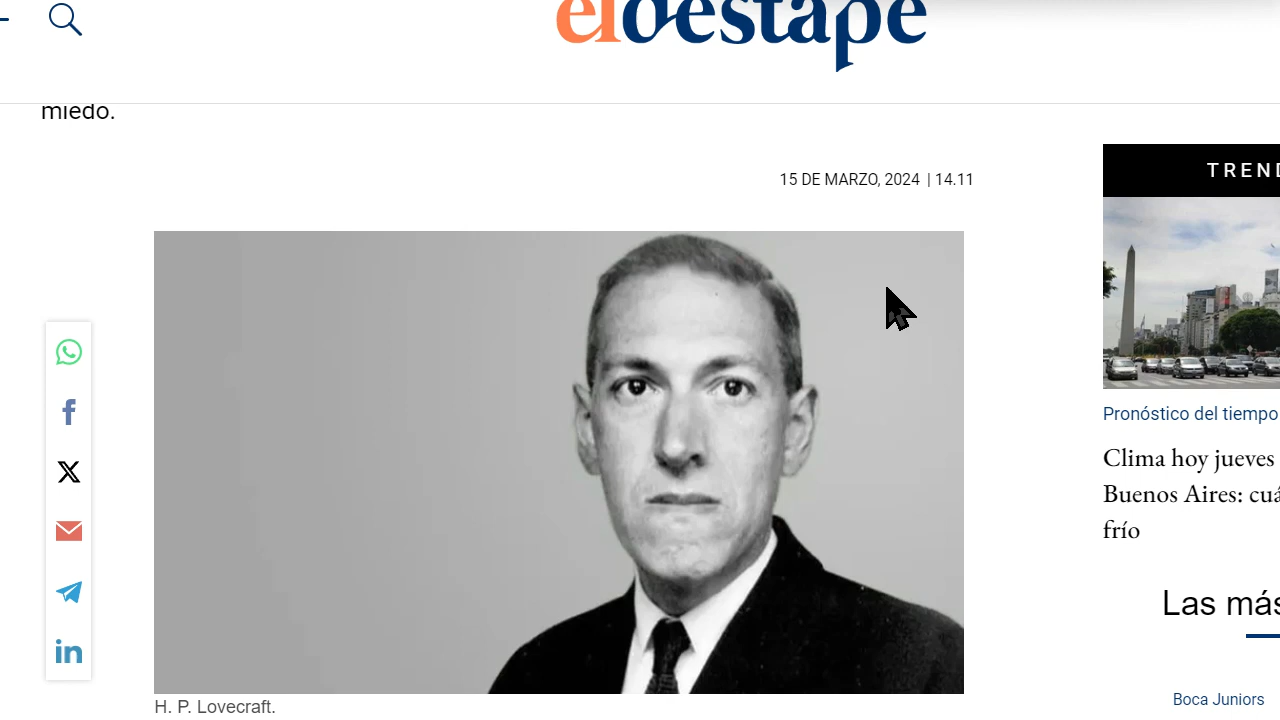 eldestape
miedo.
15 DE MARZO, 2024 | 14.11
H. P. Lovecraft.
TREND
Pronóstico del tiempo
Clima hoy jueves
Buenos Aires: cuá
frío
Las más
Boca Juniors